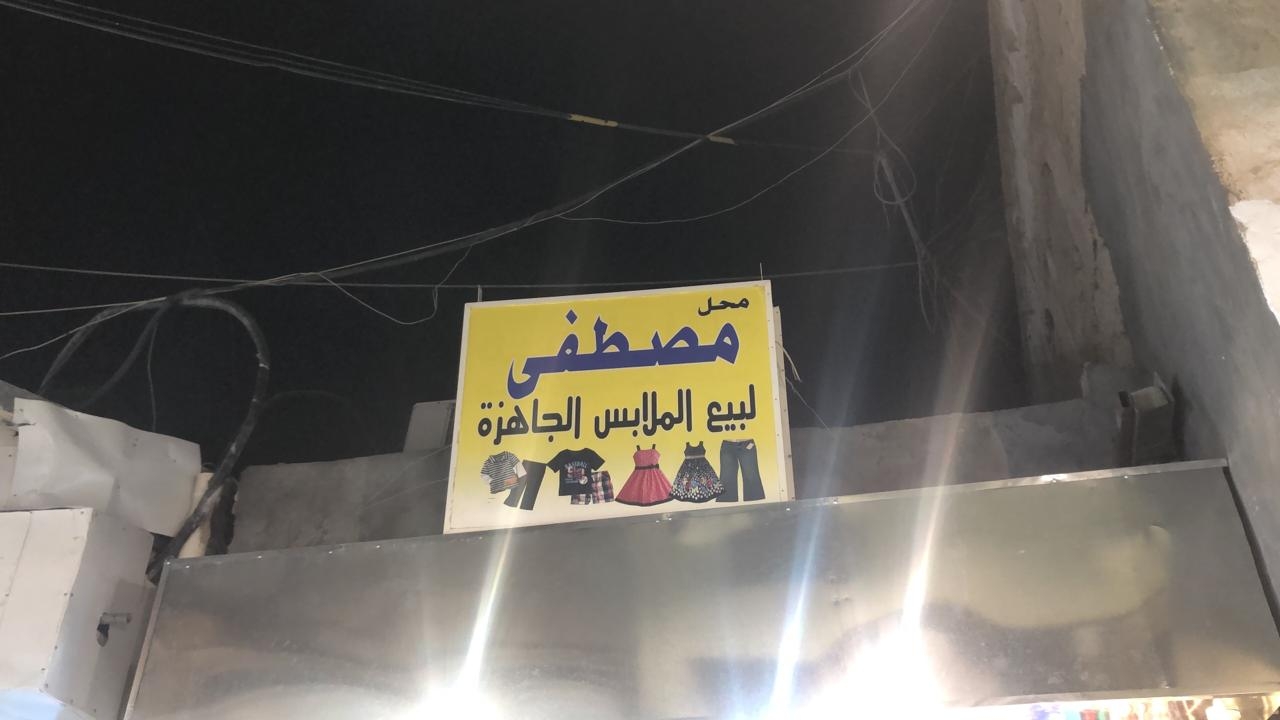 محل
مصطفى
لبيع الملابس الجاهزة